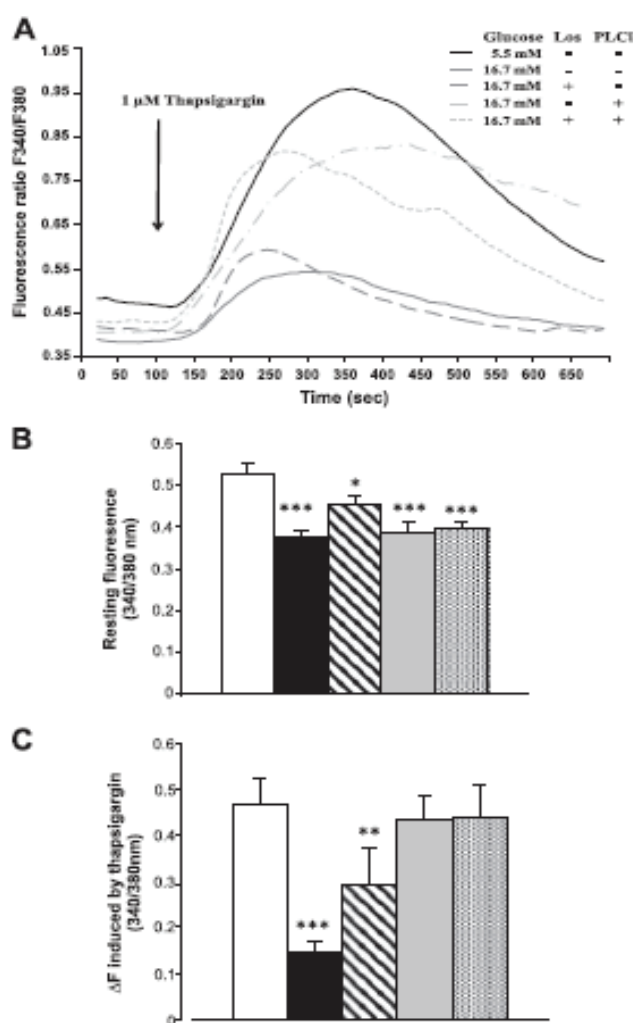 A
Glucose Los PLCI
5.5 mM - -
16.7 mM - -
16.7 mM + -
16.7 mM - +
16.7 mM + +
1 µM Thapsigargin
Fluorescence ratio F340/F380
1.05
0.95
0.85
0.75
0.65
0.55
0.45
0.35
0 50 100 150 200 250 300 350 400 450 500 550 600 650
Time (sec)
B
Resting fluoresence
(340/380 nm)
0.6
0.5
0.4
0.3
0.2
0.1
0
***
*
***
***
C
ΔF induced by thapsigargin
(340/380nm)
0.6
0.5
0.4
0.2
0.1
0
***
**